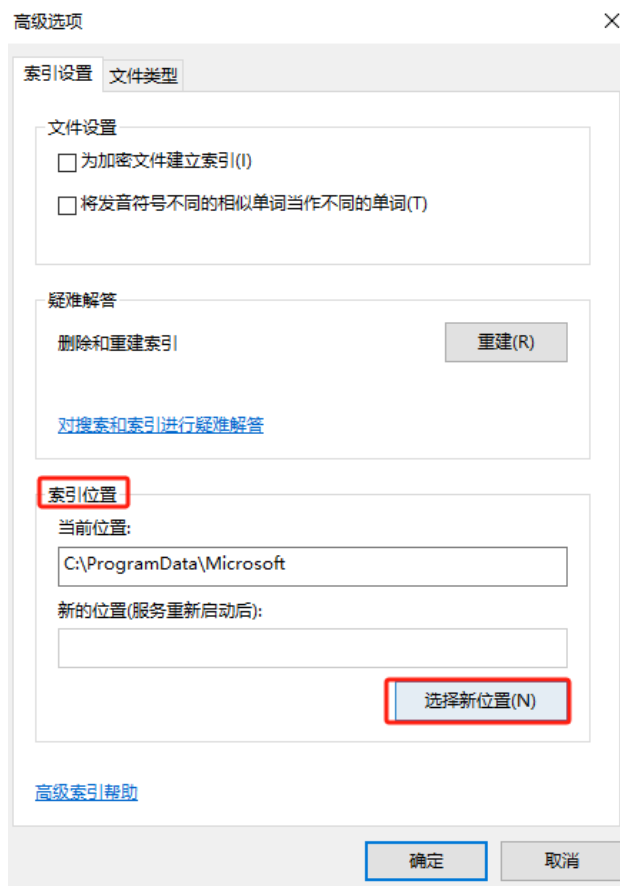 高级选项
索引设置 文件类型
文件设置
为加密文件建立索引(I)
将发音符号不同的相似单词当作不同的单词(T)
疑难解答
删除和重建索引 重建(R)
对搜索和索引进行疑难解答
索引位置
当前位置:
C:\ProgramData\Microsoft
新的位置(服务重新启动后):
选择新位置(N)
高级索引帮助
确定 取消